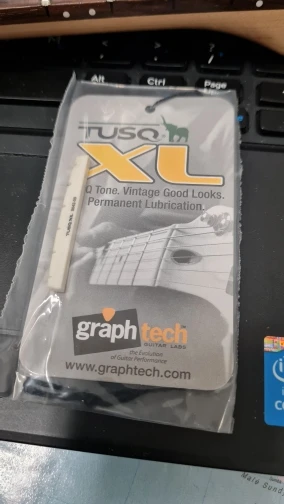 ?
Alt
Ctrl
TUSQ
XL
Q Tone. Vintage Good Looks.
Permanent Lubrication.
graph tech
GUITAR LABS
the Evolution
of Guitar Performance
www.graphtech.com